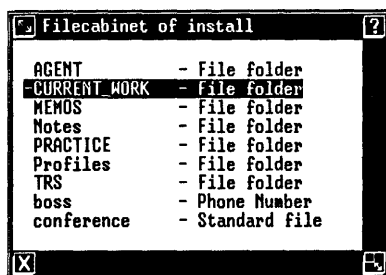 Filecabinet of install ?
AGENT - File folder
-CURRENT_WORK - File folder
MEMOS - File folder
Notes - File folder
PRACTICE - File folder
Profiles - File folder
TRS - File folder
boss - Phone Number
conference - Standard file
X